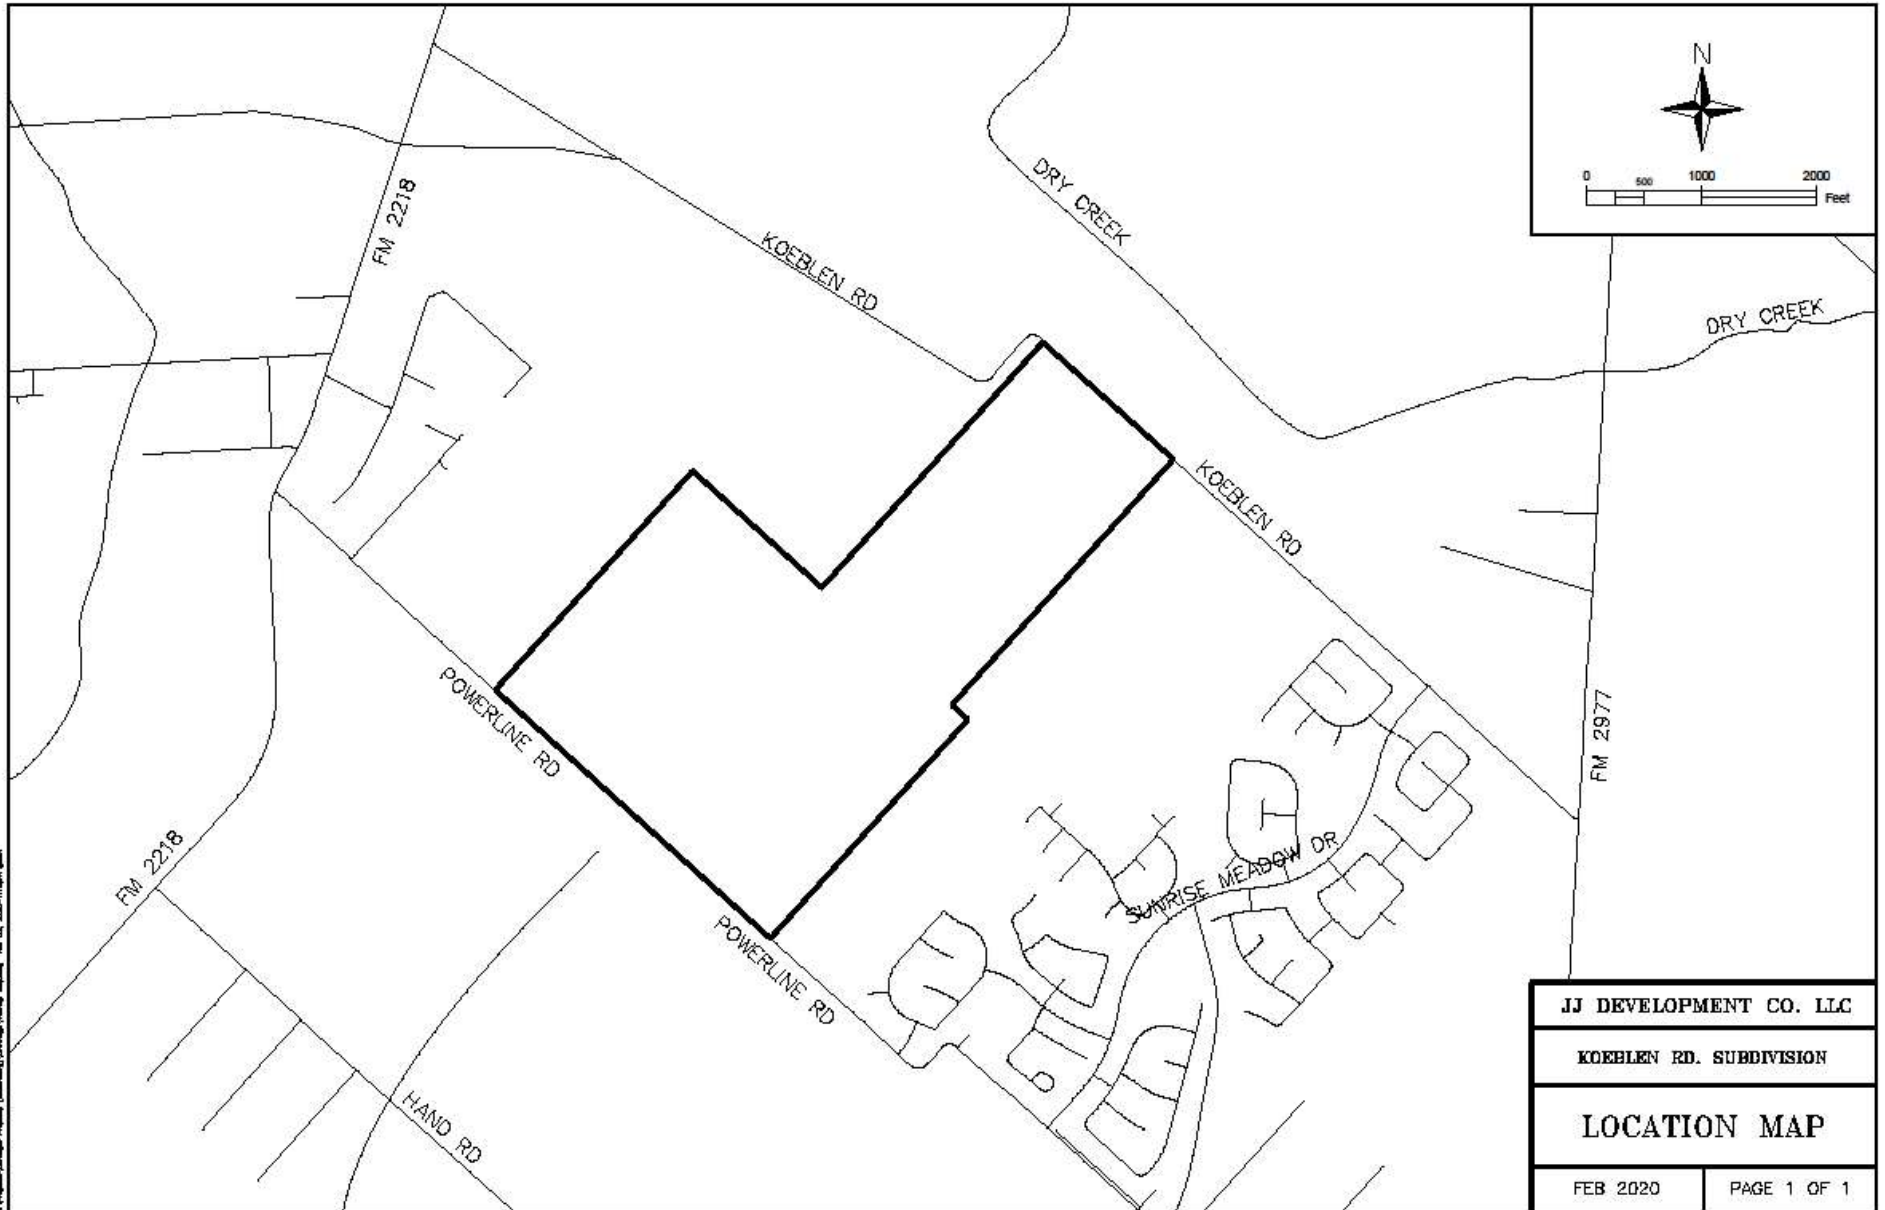 N
0 500 1000 2000
Feet
DRY CREEK
FM 2218
KOEBLEN RD
DRY CREEK
KOEBLEN RD
POWERLINE RD
FM 2977
FM 2218
SUNRISE MEADOW DR
POWERLINE RD
HAND RD
JJ DEVELOPMENT CO. LLC
KOEBLEN RD. SUBDIVISION
LOCATION MAP
FEB 2020
PAGE 1 OF 1